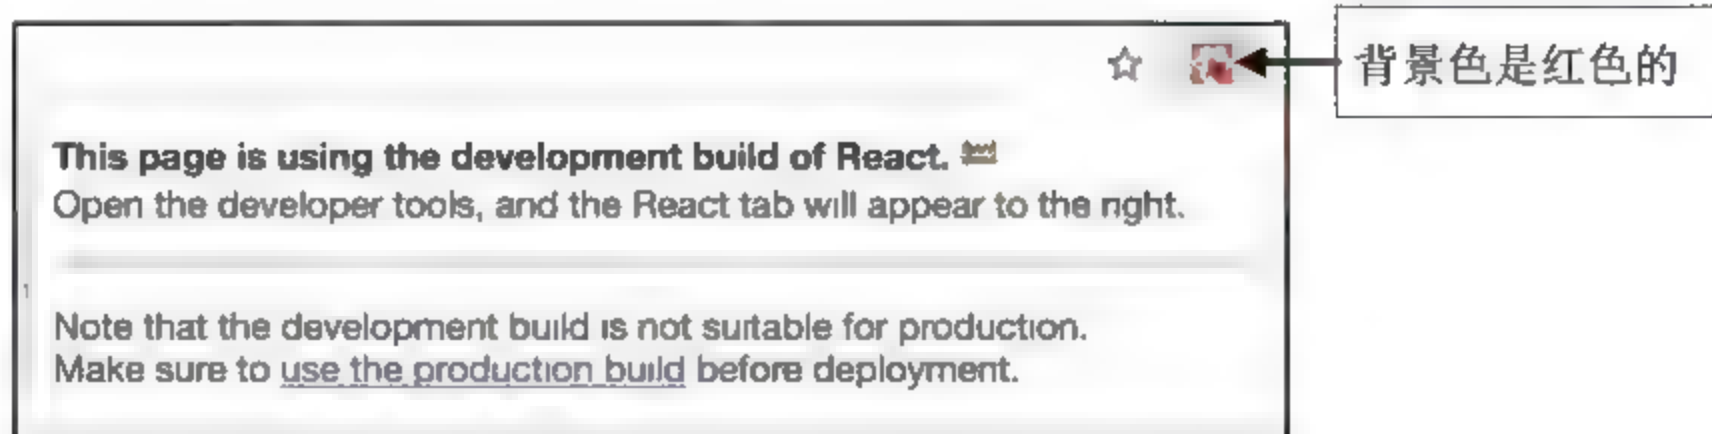 背景色是红色的
This page is using the development build of React.
Open the developer tools, and the React tab will appear to the right.
Note that the development build is not suitable for production.
Make sure to use the production build before deployment.